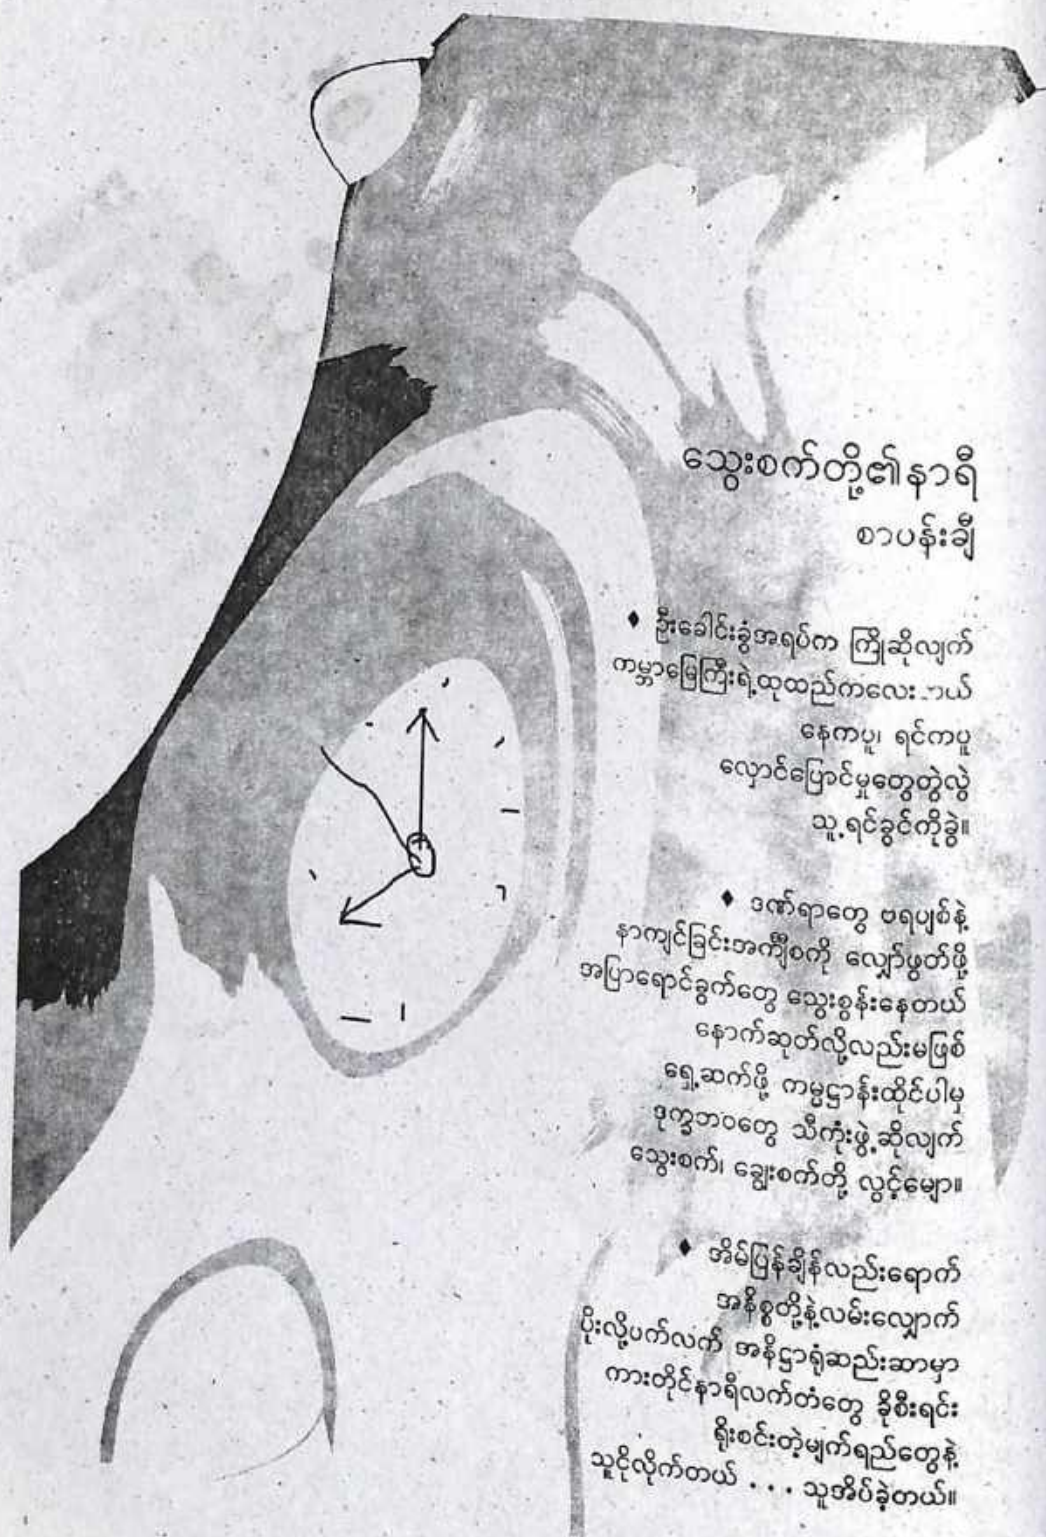 သွေးစက်တို့၏နာရီ
စာပန်းချီ
♦ ဦးခေါင်းခွံအရပ်က ကြိုဆိုလျက်
ကမ္ဘာမြေကြီးရဲ့ထုထည်ကလေး..ယ်
နေကပူ၊ ရင်ကပူ
လှောင်ပြောင်မှုတွေတွဲလွဲ
သူ့ရင်ခွင်ကိုခွဲ။
♦ ဒဏ်ရာတွေ ဗရပျစ်နဲ့
နာကျင်ခြင်းအင်္ကျီစကို လျှော်ဖွတ်ဖို့
အပြာရောင်ခွက်တွေ သွေးစွန်းနေတယ်
နောက်ဆုတ်လို့လည်းမဖြစ်
ရှေ့ဆက်ဖို့ ကမ္မဋ္ဌာန်းထိုင်ပါမှ
ဒုက္ခဘဝတွေ သီကုံးဖွဲ့ဆိုလျက်
သွေးစက်၊ ချွေးစက်တို့ လွင့်မျော။
♦ အိမ်ပြန်ချိန်လည်းရောက်
အနိစ္စတို့နဲ့လမ်းလျှောက်
ပိုးလို့ပက်လက် အနိဋ္ဌာရုံဆည်းဆာမှာ
ကားတိုင်နာရီလက်တံတွေ ခိုစီးရင်း
ရိုးစင်းတဲ့မျက်ရည်တွေနဲ့
သူငိုလိုက်တယ် . . . သူအိပ်ခဲ့တယ်။